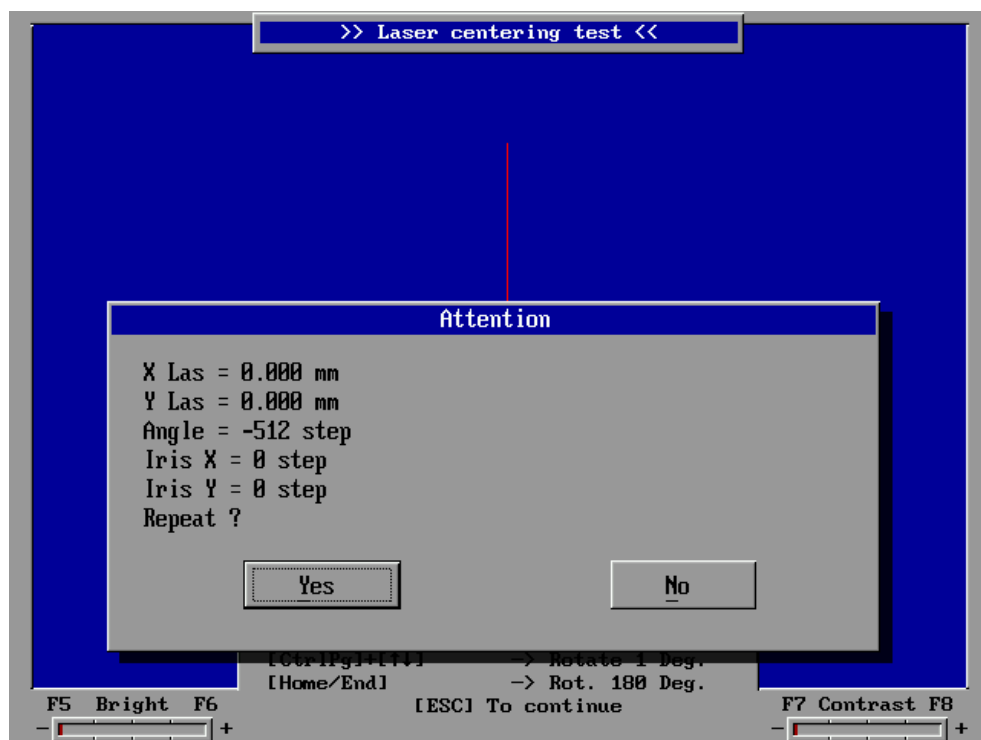 >> Laser centering test <<
Attention
X Las = 0.000 mm
Y Las = 0.000 mm
Angle = -512 step
Iris X = 0 step
Iris Y = 0 step
Repeat ?
Yes No
[CtrlPg]+[↑↓] -> Rotate 1 Deg.
[Home/End] -> Rot. 180 Deg.
F5 Bright F6 [ESC] To continue F7 Contrast F8
- + - +